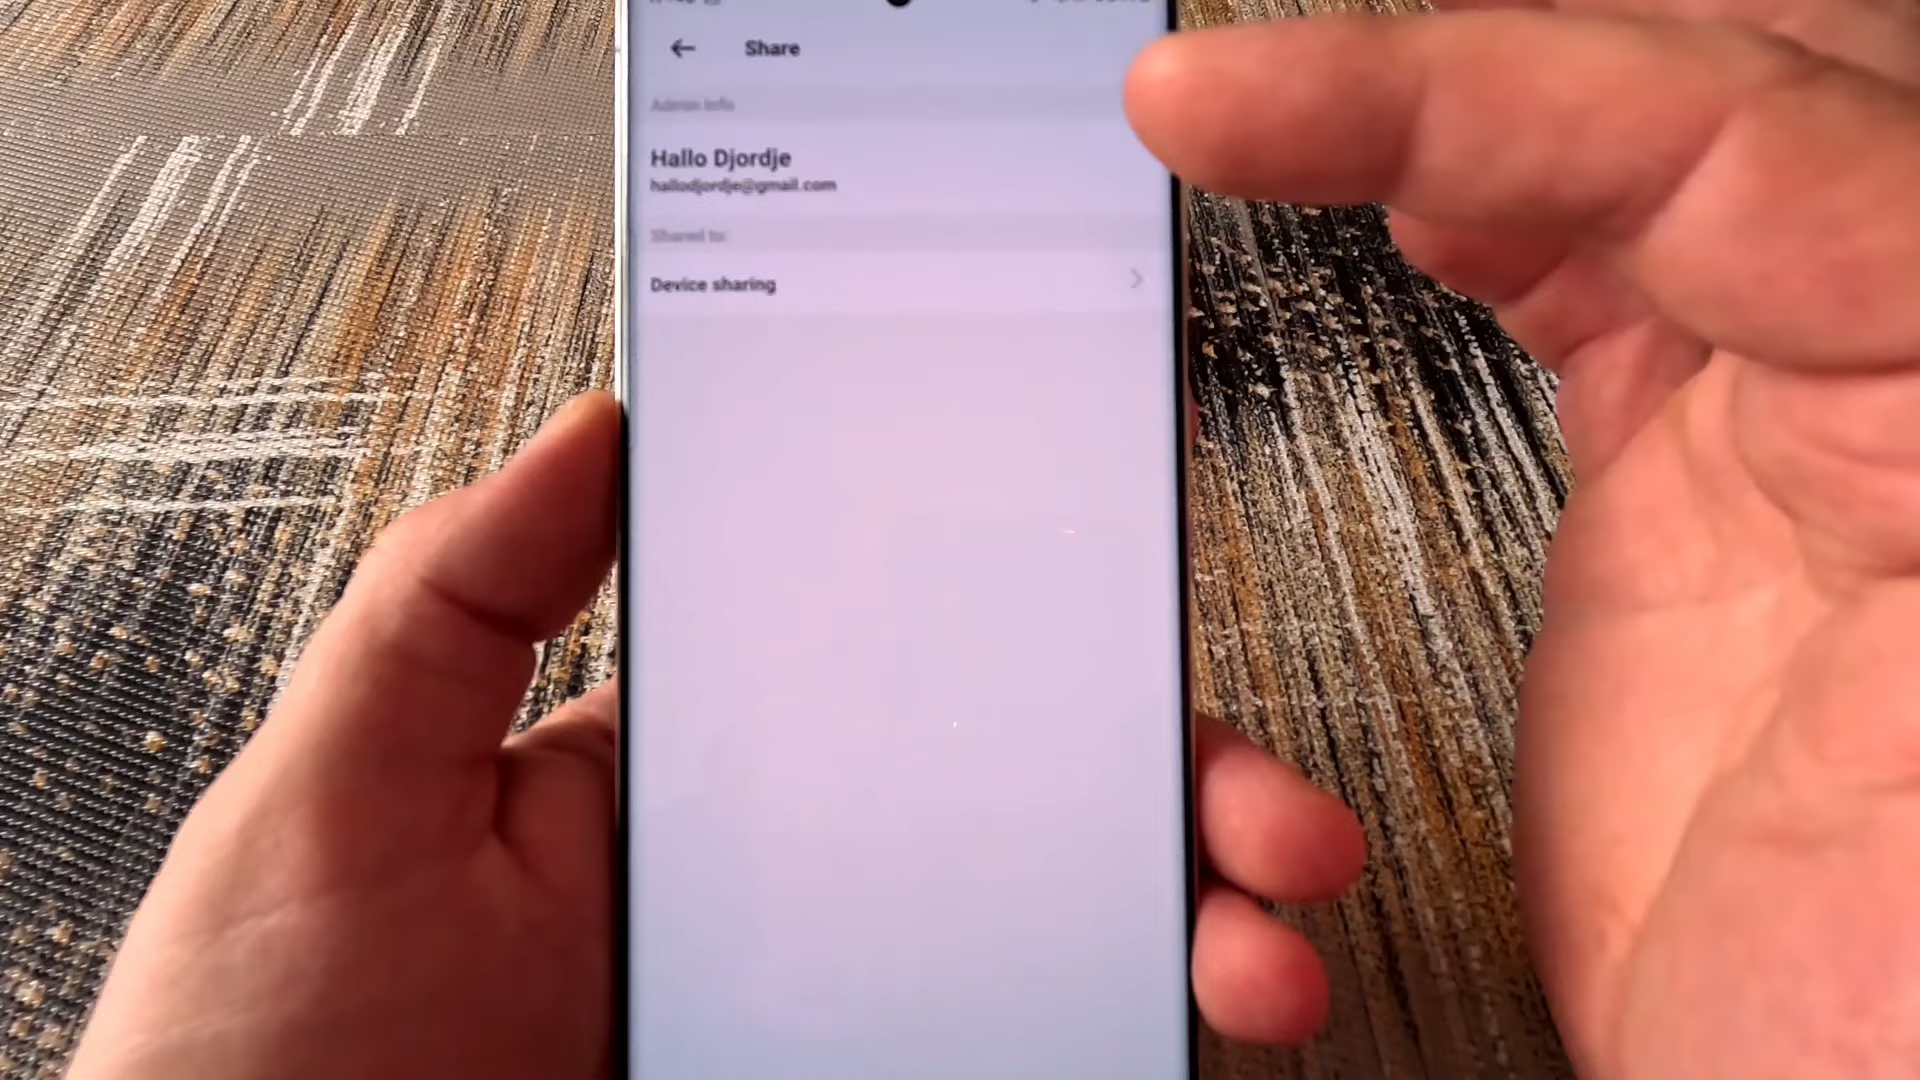 Share
Admin Info
Hallo Djordje
hallodjordje@gmail.com
Shared to:
Device sharing